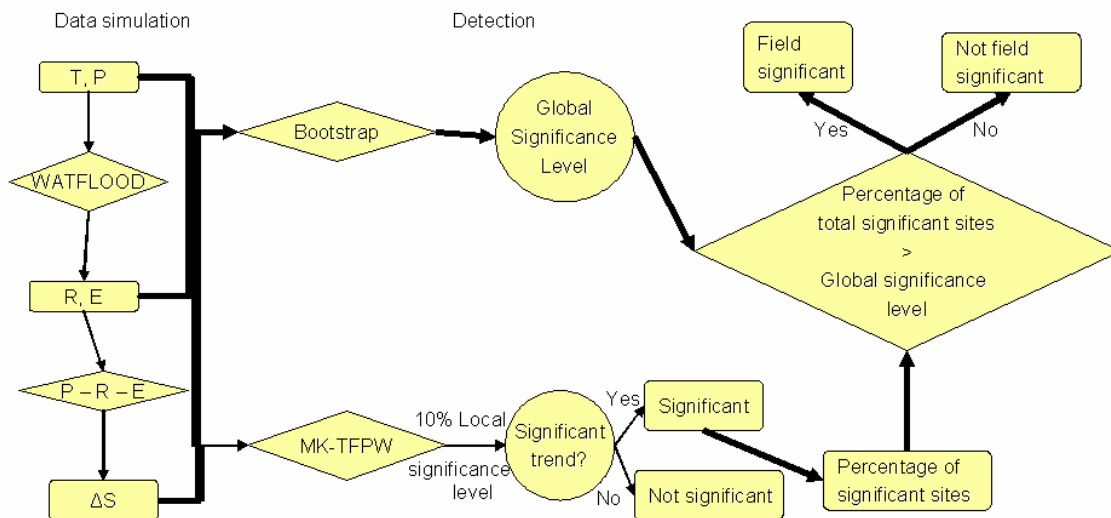 Data simulation
Detection
T, P
WATFLOOD
R, E
P – R – E
ΔS
Bootstrap
Global
Significance
Level
MK-TFPW
10% Local
significance
level
Significant
trend?
Yes
No
Significant
Not significant
Percentage of
significant sites
Percentage of
total significant sites
>
Global significance
level
Yes
No
Field
significant
Not field
significant